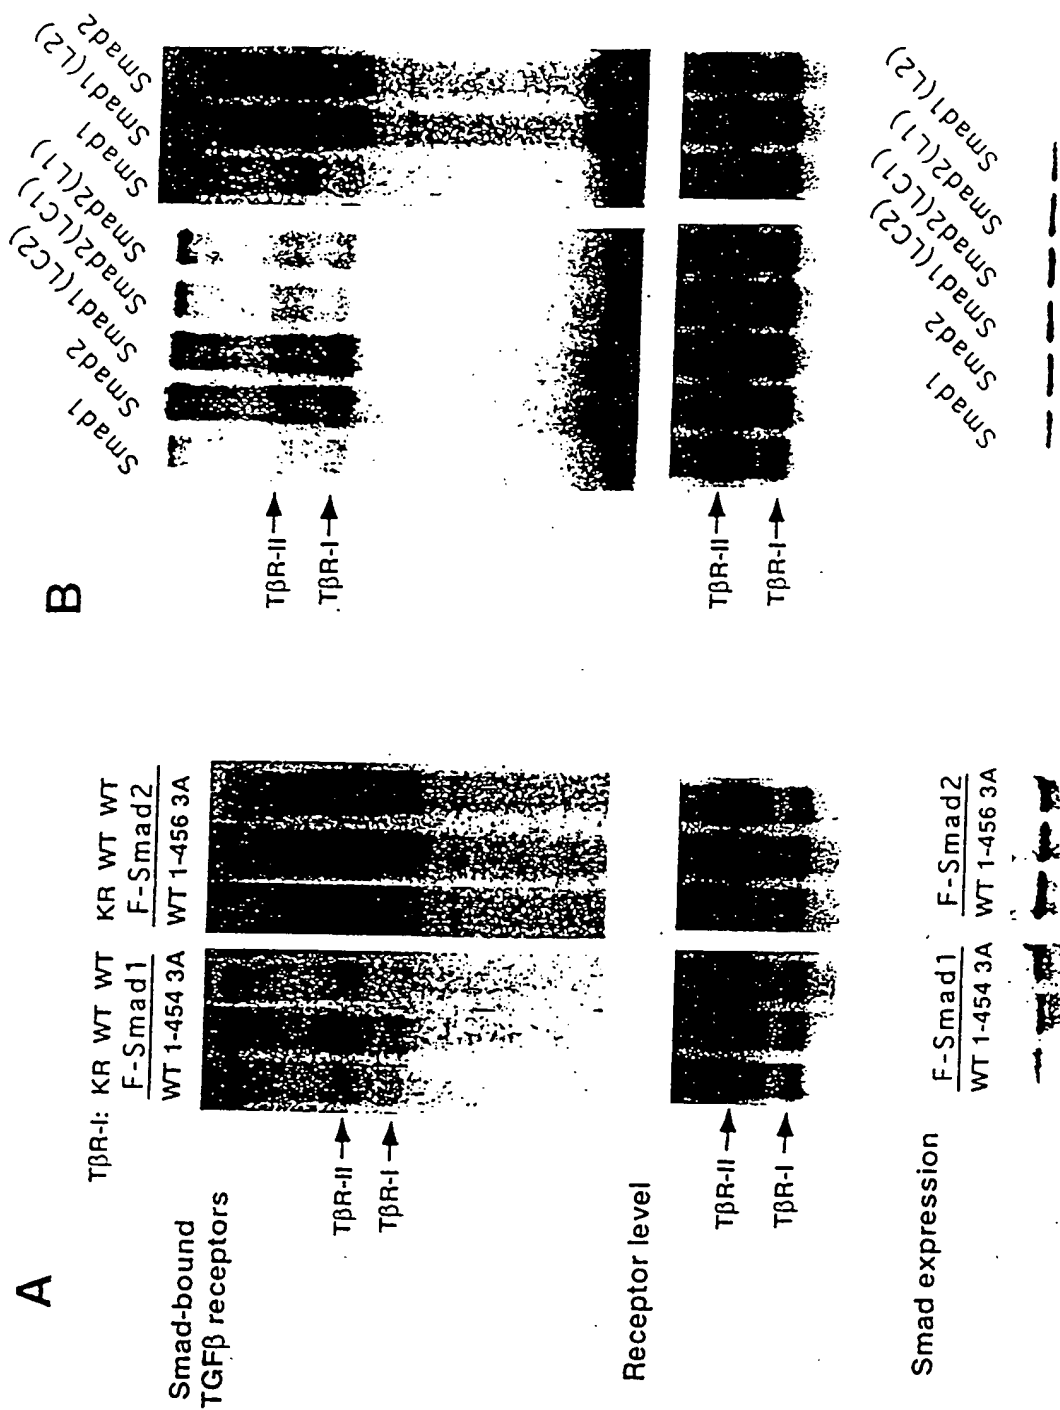 A
TβR-I: KR WT WT KR WT WT
F-Smad1 F-Smad2
WT 1-454 3A WT 1-456 3A
Smad-bound
TGFβ receptors
TβR-II
TβR-I
Receptor level
TβR-II
TβR-I
Smad expression
F-Smad1 F-Smad2
WT 1-454 3A WT 1-456 3A
B
Smad1
Smad2
Smad1(LC2)
Smad2(LC1)
Smad2(L1)
Smad1
Smad1(L2)
Smad2
TβR-II
TβR-I
TβR-II
TβR-I
Smad1
Smad2
Smad1(LC2)
Smad2(LC1)
Smad2(L1)
Smad1(L2)